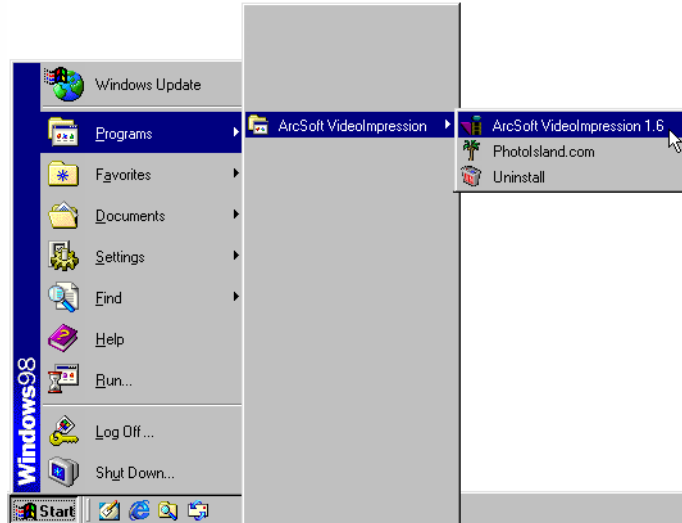 Windows Update
Programs
Favorites
Documents
Settings
Find
Help
Run...
Log Off...
Shut Down...
Windows98
Start
ArcSoft VideoImpression
ArcSoft VideoImpression 1.6
PhotoIsland.com
Uninstall